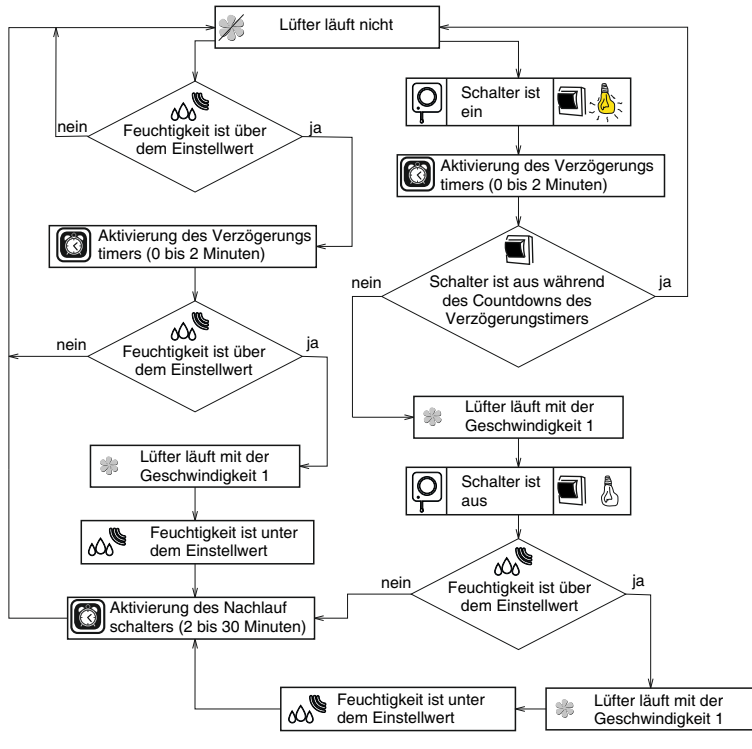 Lüfter läuft nicht
Feuchtigkeit ist über
dem Einstellwert
nein
ja
Aktivierung des Verzögerungs
timers (0 bis 2 Minuten)
Feuchtigkeit ist über
dem Einstellwert
nein
ja
Lüfter läuft mit der
Geschwindigkeit 1
Feuchtigkeit ist unter
dem Einstellwert
Aktivierung des Nachlauf
schalters (2 bis 30 Minuten)
Schalter ist
ein
Aktivierung des Verzögerungs
timers (0 bis 2 Minuten)
nein
ja
Schalter ist aus während
des Countdowns des
Verzögerungstimers
Lüfter läuft mit der
Geschwindigkeit 1
Schalter ist
aus
nein
ja
Feuchtigkeit ist über
dem Einstellwert
Feuchtigkeit ist unter
dem Einstellwert
Lüfter läuft mit der
Geschwindigkeit 1